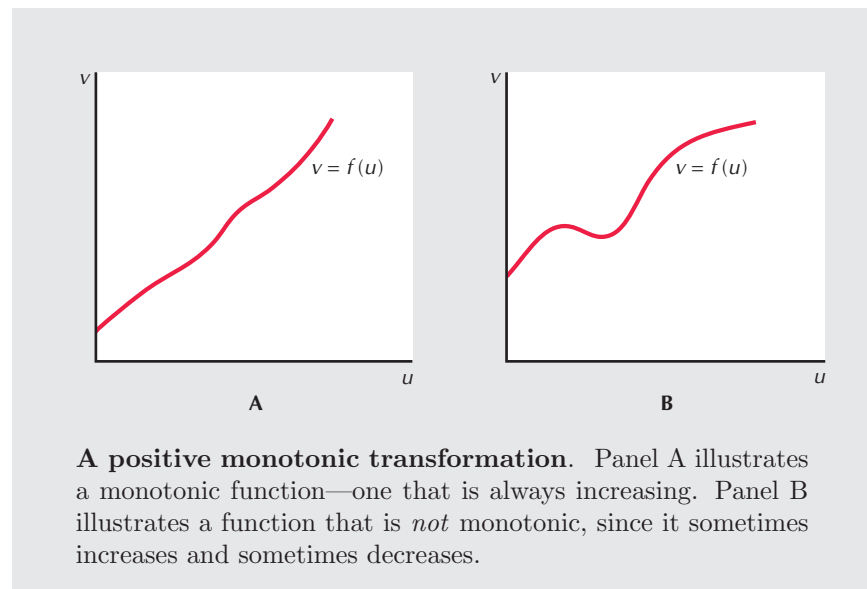 v
v = f (u)
u
A
v
v = f (u)
u
B
A positive monotonic transformation. Panel A illustrates
a monotonic function—one that is always increasing. Panel B
illustrates a function that is not monotonic, since it sometimes
increases and sometimes decreases.